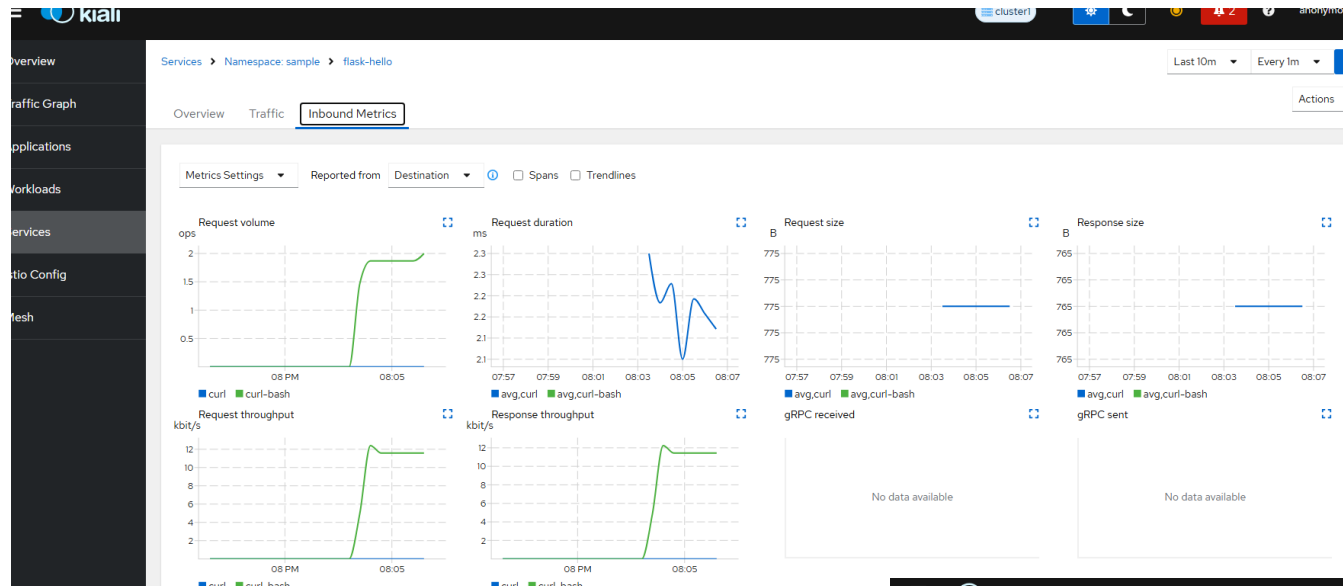 kiali
cluster1
2
anonymo
Overview
Services > Namespace: sample > flask-hello
Last 10m
Every 1m
Traffic Graph
Actions
Overview
Traffic
Inbound Metrics
Applications
Workloads
Metrics Settings
Reported from
Destination
Spans
Trendlines
Services
Istio Config
Mesh
Request volume
ops
2
1.5
1
0.5
08 PM
08:05
curl
curl-bash
Request duration
ms
2.3
2.3
2.2
2.2
2.1
2.1
07:57
07:59
08:01
08:03
08:05
08:07
avg,curl
avg,curl-bash
Request size
B
775
775
775
775
775
07:57
07:59
08:01
08:03
08:05
08:07
avg,curl
avg,curl-bash
Response size
B
765
765
765
765
765
07:57
07:59
08:01
08:03
08:05
08:07
avg,curl
avg,curl-bash
Request throughput
kbit/s
12
10
8
6
4
2
08 PM
08:05
curl
curl-bash
Response throughput
kbit/s
12
10
8
6
4
2
08 PM
08:05
curl
curl-bash
gRPC received
No data available
gRPC sent
No data available